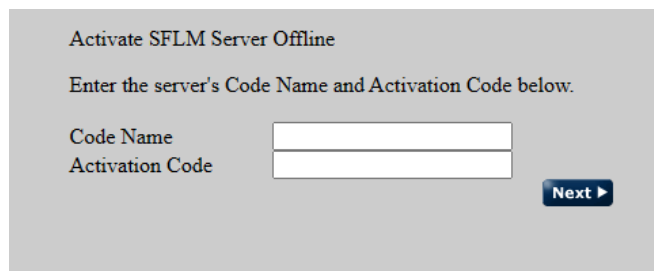 Activate SFLM Server Offline
Enter the server's Code Name and Activation Code below.
Code Name
Activation Code
Next